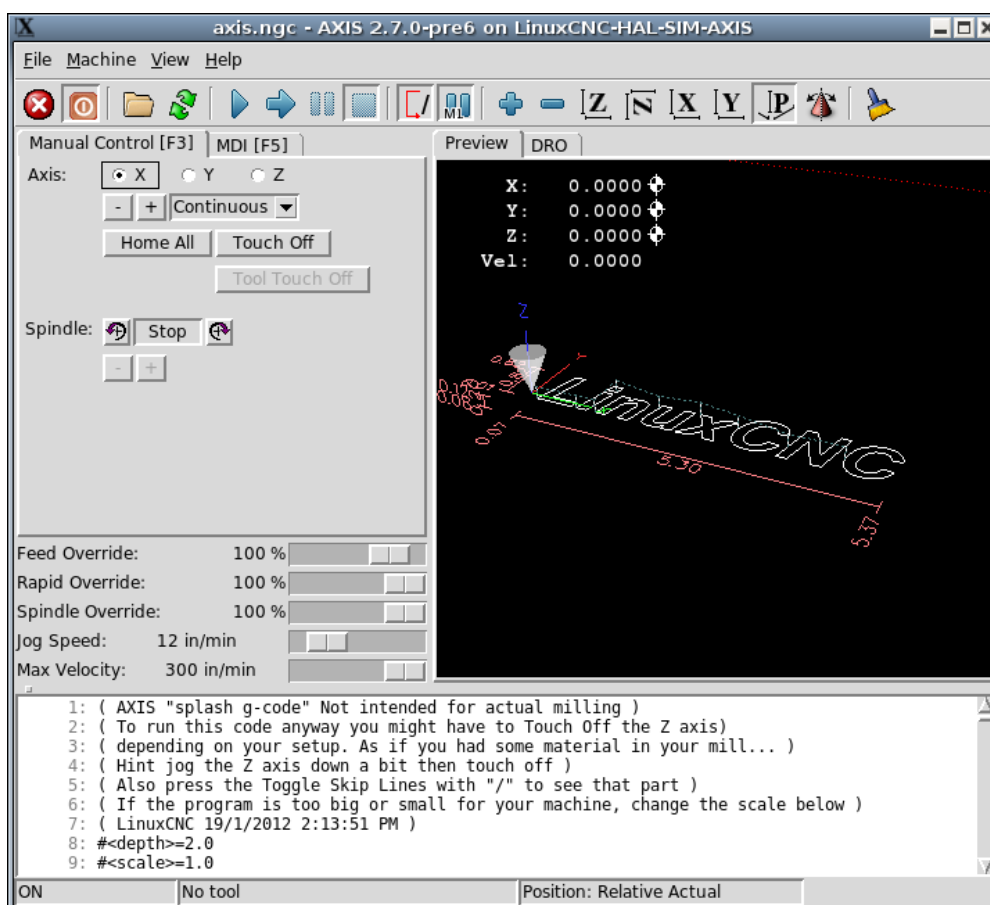 axis.ngc - AXIS 2.7.0-pre6 on LinuxCNC-HAL-SIM-AXIS
File Machine View Help
M1 Z N X Y P
Manual Control [F3] MDI [F5]
Preview DRO
Axis: X Y Z
- + Continuous
Home All Touch Off
Tool Touch Off
Spindle: Stop
- +
X: 0.0000
Y: 0.0000
Z: 0.0000
Vel: 0.0000
Z
Y
LinuxCNC
0.07
5.30
5.37
Feed Override: 100 %
Rapid Override: 100 %
Spindle Override: 100 %
Jog Speed: 12 in/min
Max Velocity: 300 in/min
1: ( AXIS "splash g-code" Not intended for actual milling )
2: ( To run this code anyway you might have to Touch Off the Z axis)
3: ( depending on your setup. As if you had some material in your mill... )
4: ( Hint jog the Z axis down a bit then touch off )
5: ( Also press the Toggle Skip Lines with "/" to see that part )
6: ( If the program is too big or small for your machine, change the scale below )
7: ( LinuxCNC 19/1/2012 2:13:51 PM )
8: #<depth>=2.0
9: #<scale>=1.0
ON No tool Position: Relative Actual